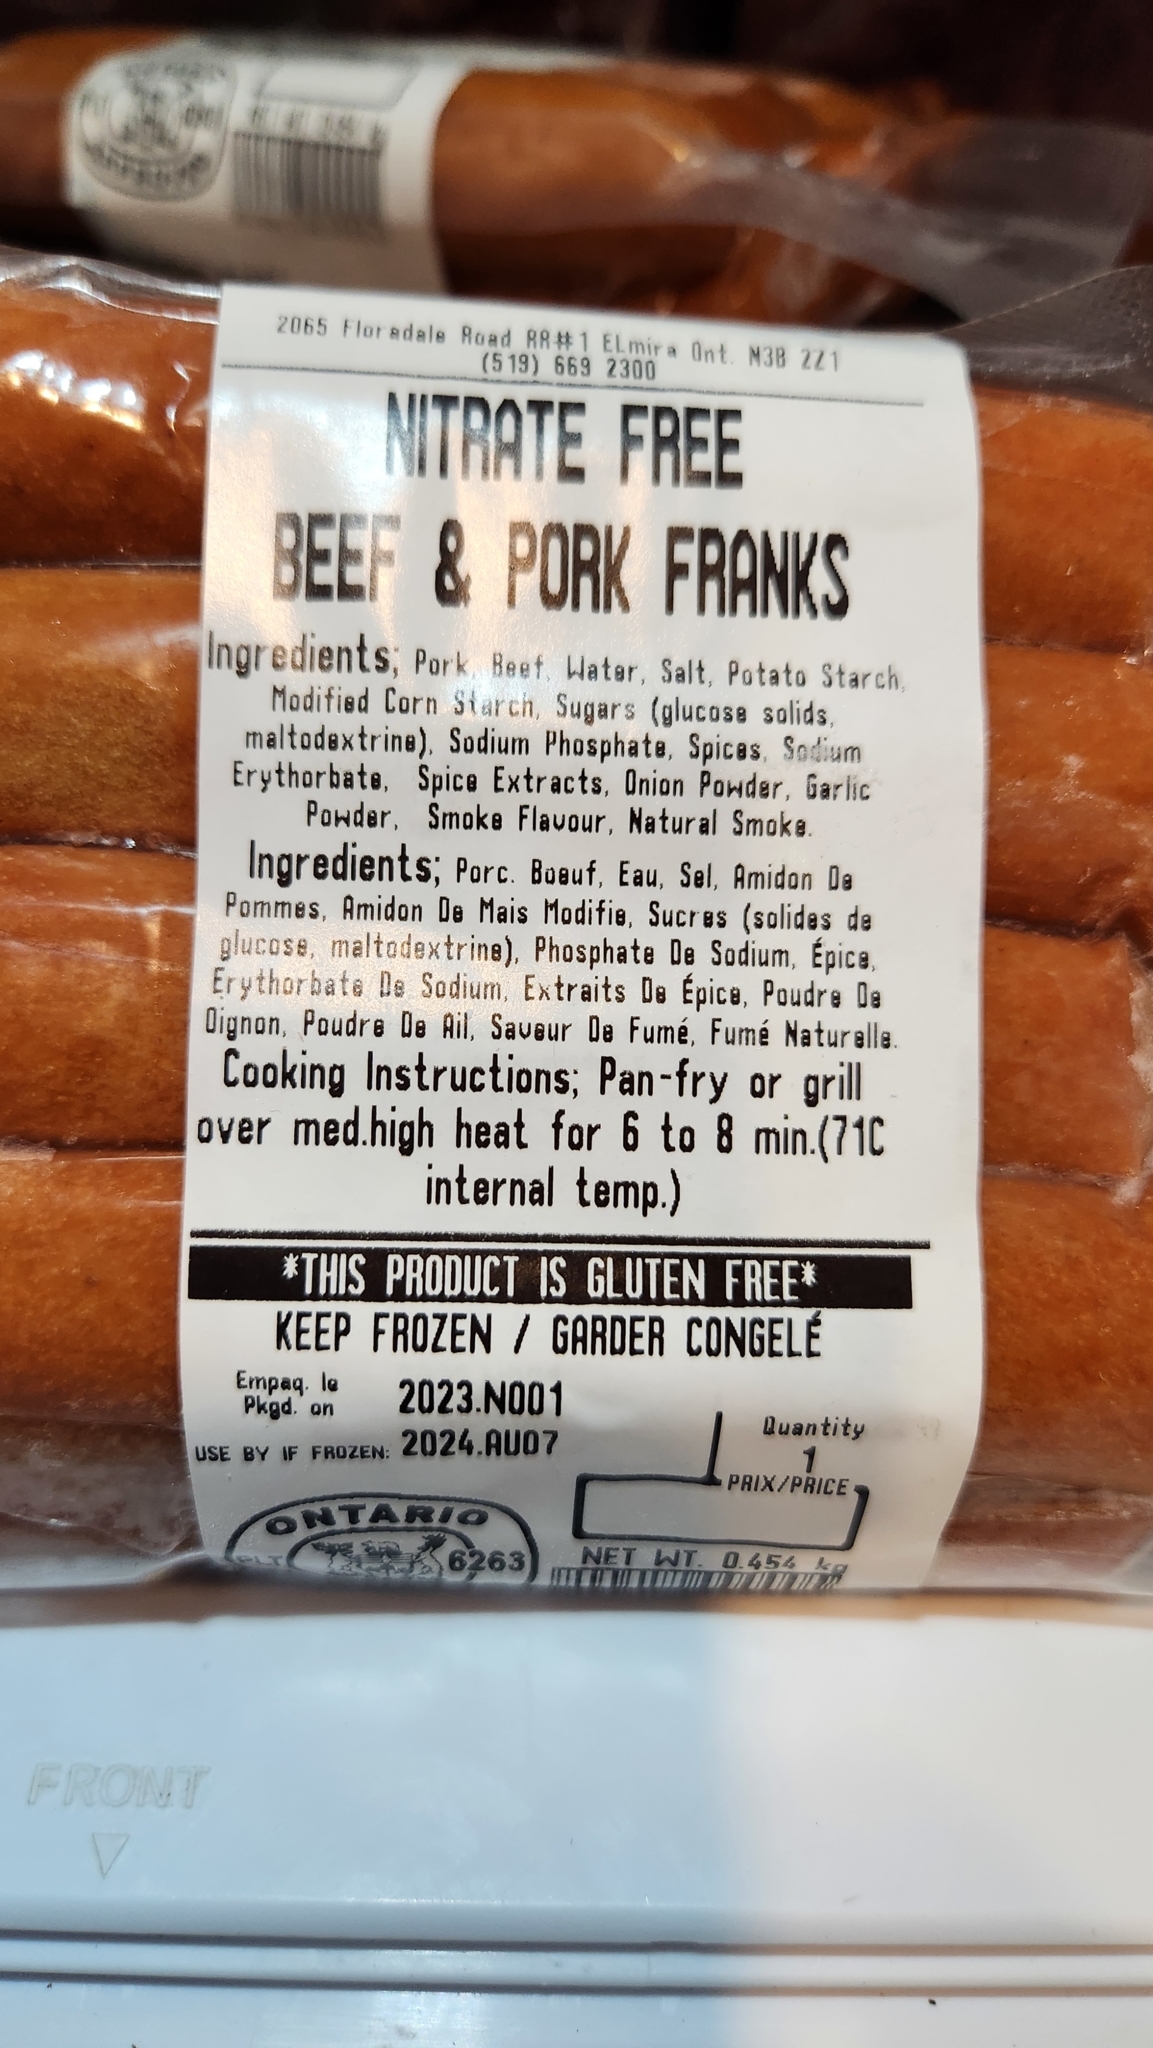 2065 Floradale Road RR#1 ELmira Ont. N3B 2Z1
(519) 669 2300
NITRATE FREE
BEEF & PORK FRANKS
Ingredients; Pork, Beef, Water, Salt, Potato Starch,
Modified Corn Starch, Sugars (glucose solids,
maltodextrine), Sodium Phosphate, Spices, Sodium
Erythorbate, Spice Extracts, Onion Powder, Garlic
Powder, Smoke Flavour, Natural Smoke.
Ingredients; Porc. Boeuf, Eau, Sel, Amidon De
Pommes, Amidon De Mais Modifie, Sucres (solides de
glucose, maltodextrine), Phosphate De Sodium, Épice,
Erythorbate De Sodium, Extraits De Épice, Poudre De
Oignon, Poudre De Ail, Saveur De Fumé, Fumé Naturelle.
Cooking Instructions; Pan-fry or grill
over med.high heat for 6 to 8 min.(71C
internal temp.)
*THIS PRODUCT IS GLUTEN FREE*
KEEP FROZEN / GARDER CONGELÉ
Empaq. le
Pkgd. on 2023.NO01
USE BY IF FROZEN: 2024.AU07
Quantity
1
PRIX/PRICE
NET WT. 0.454 kg
ONTARIO
PLT 6263
FRONT